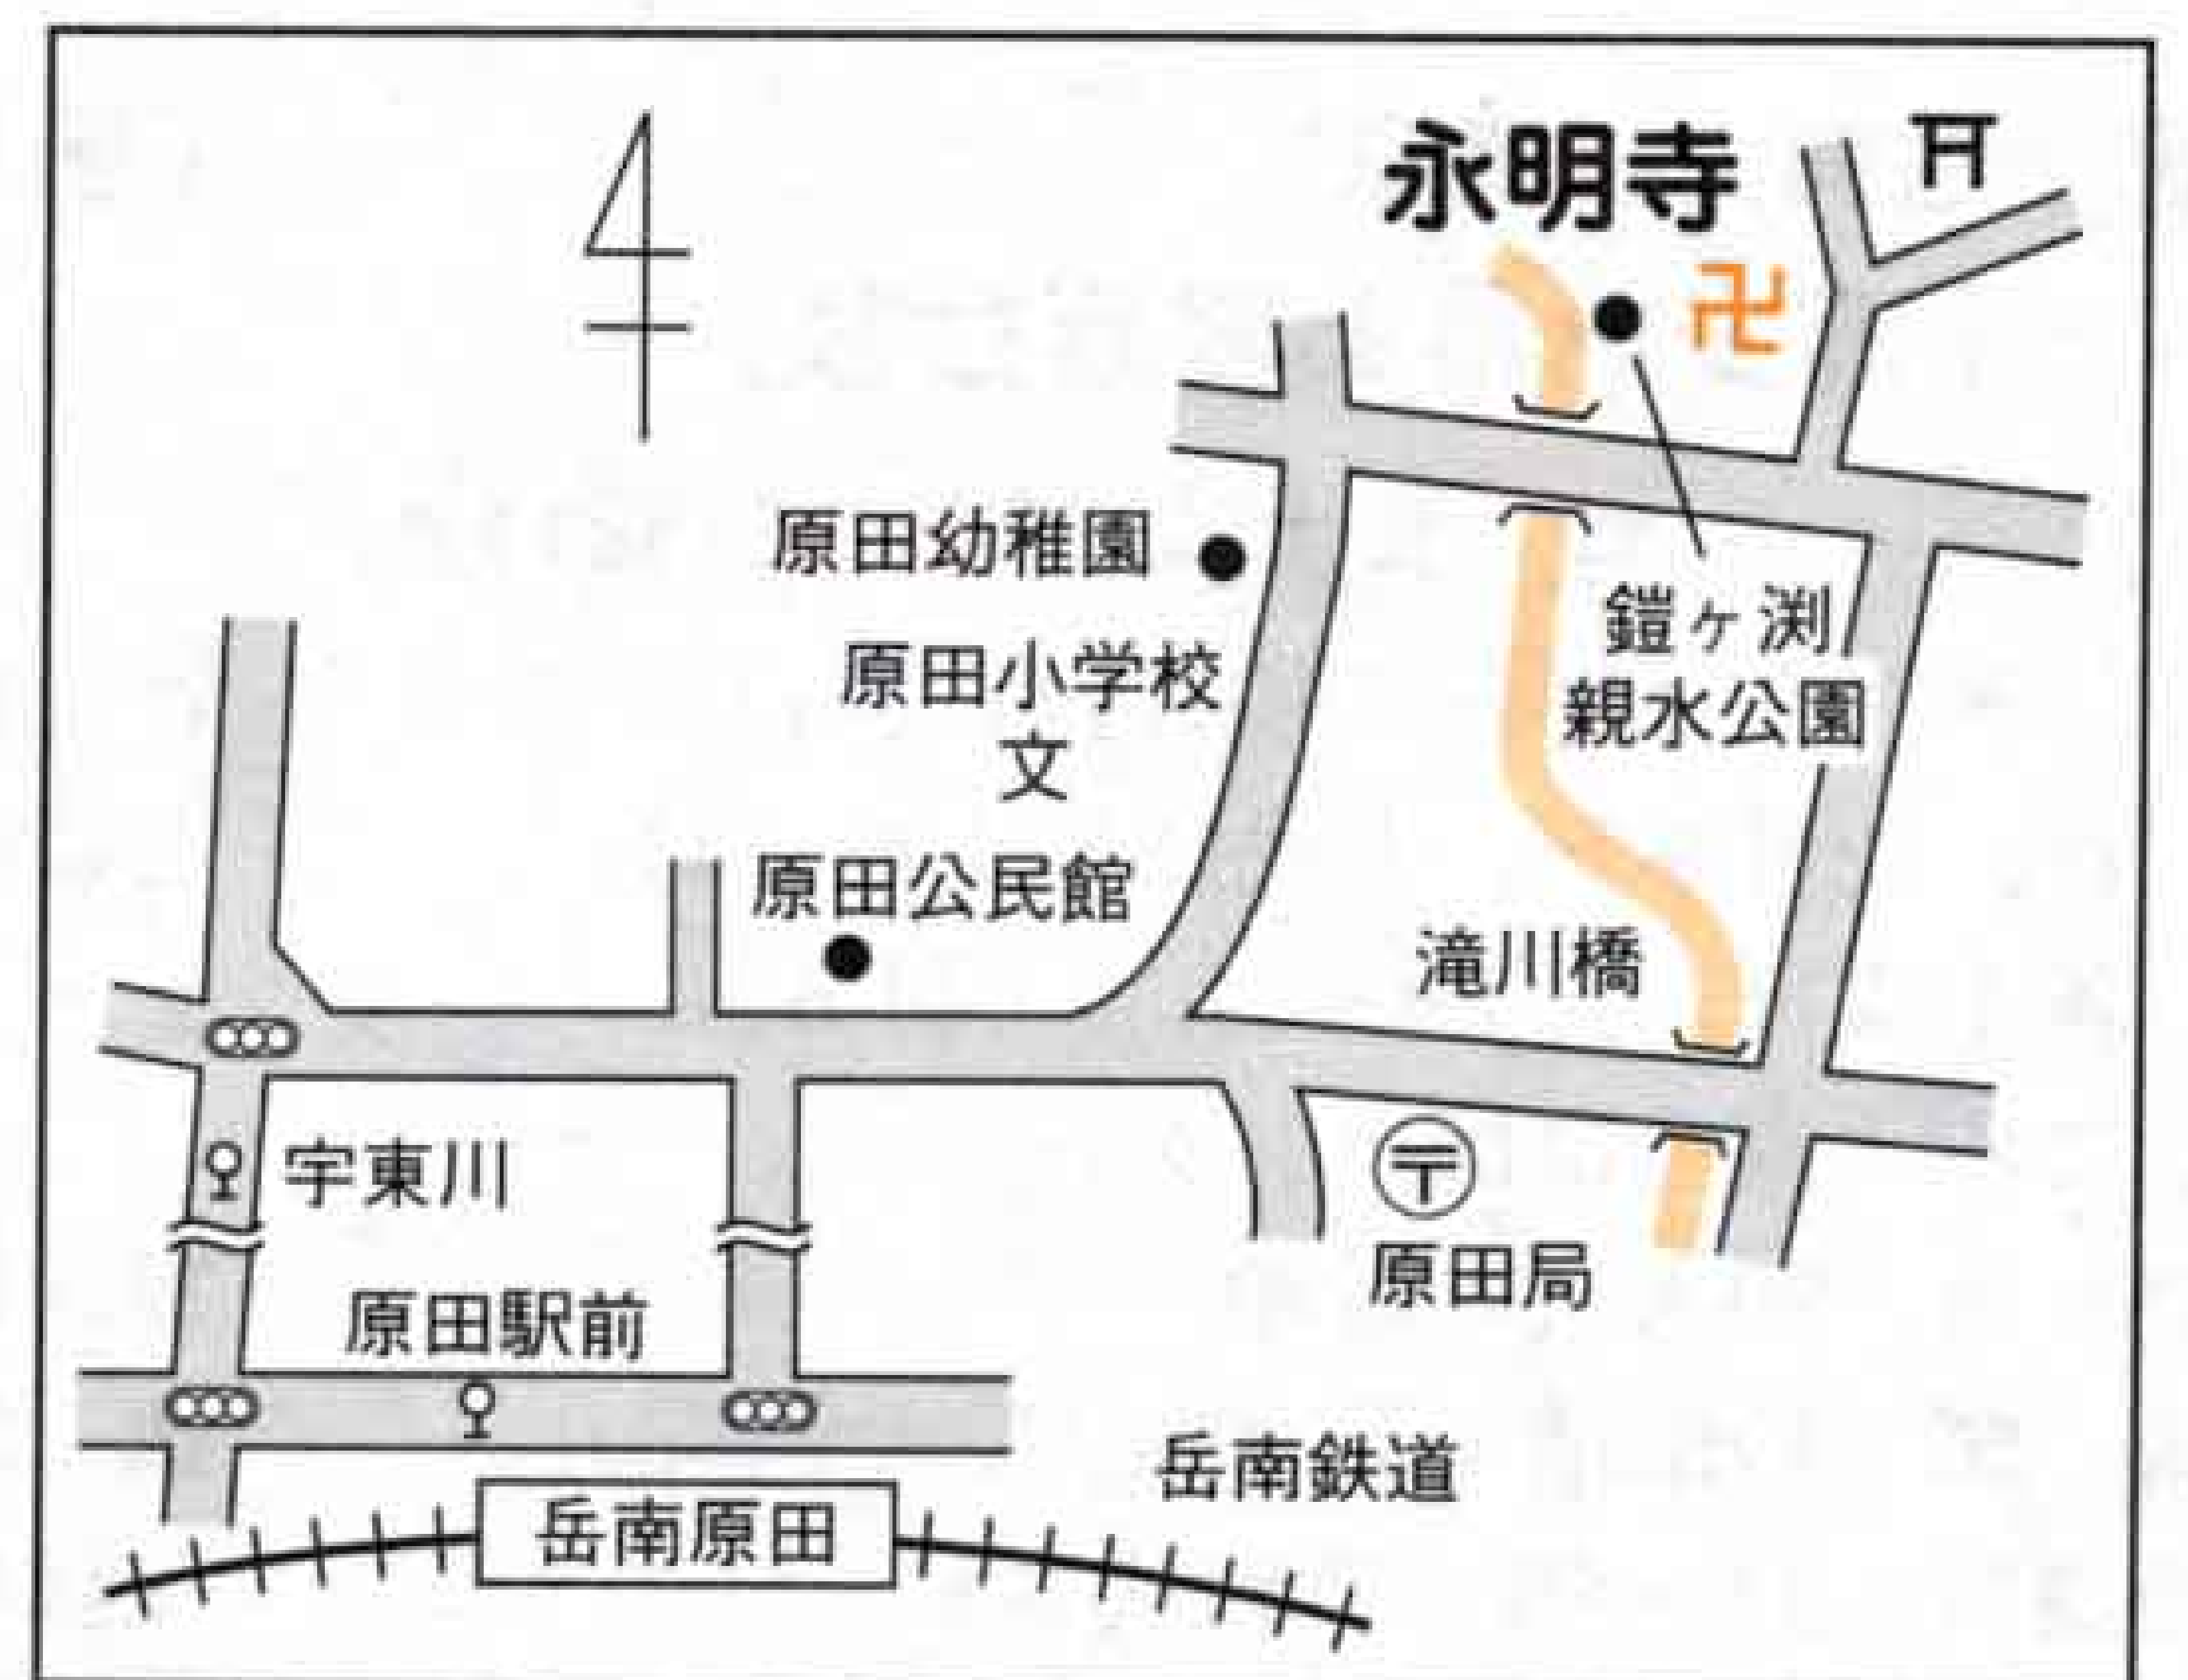 永明寺
原田幼稚園
原田小学校
文
鎧ヶ渕
親水公園
原田公民館
滝川橋
宇東川
〒
原田局
原田駅前
岳南鉄道
岳南原田